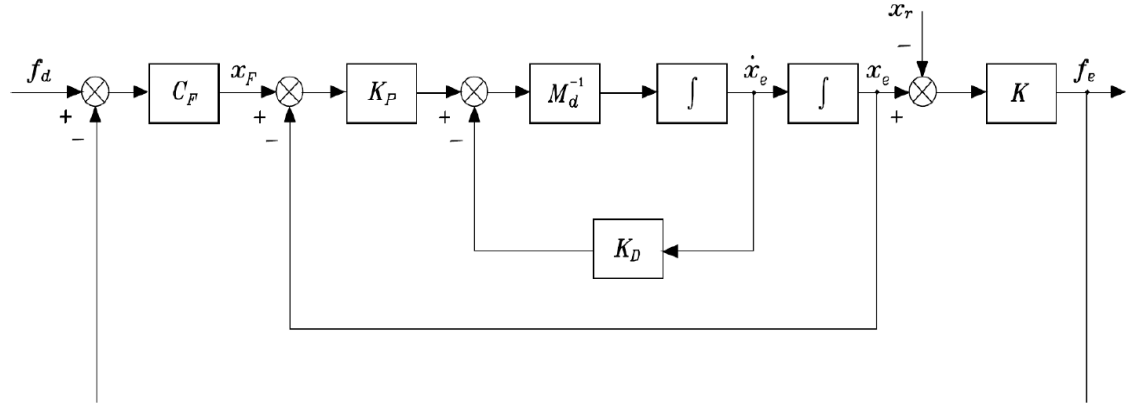 x_r
−
f_d
C_F
x_F
K_P
M_d^{-1}
∫
ẋ_e
∫
x_e
K
f_e
+
−
+
−
+
−
+
K_D